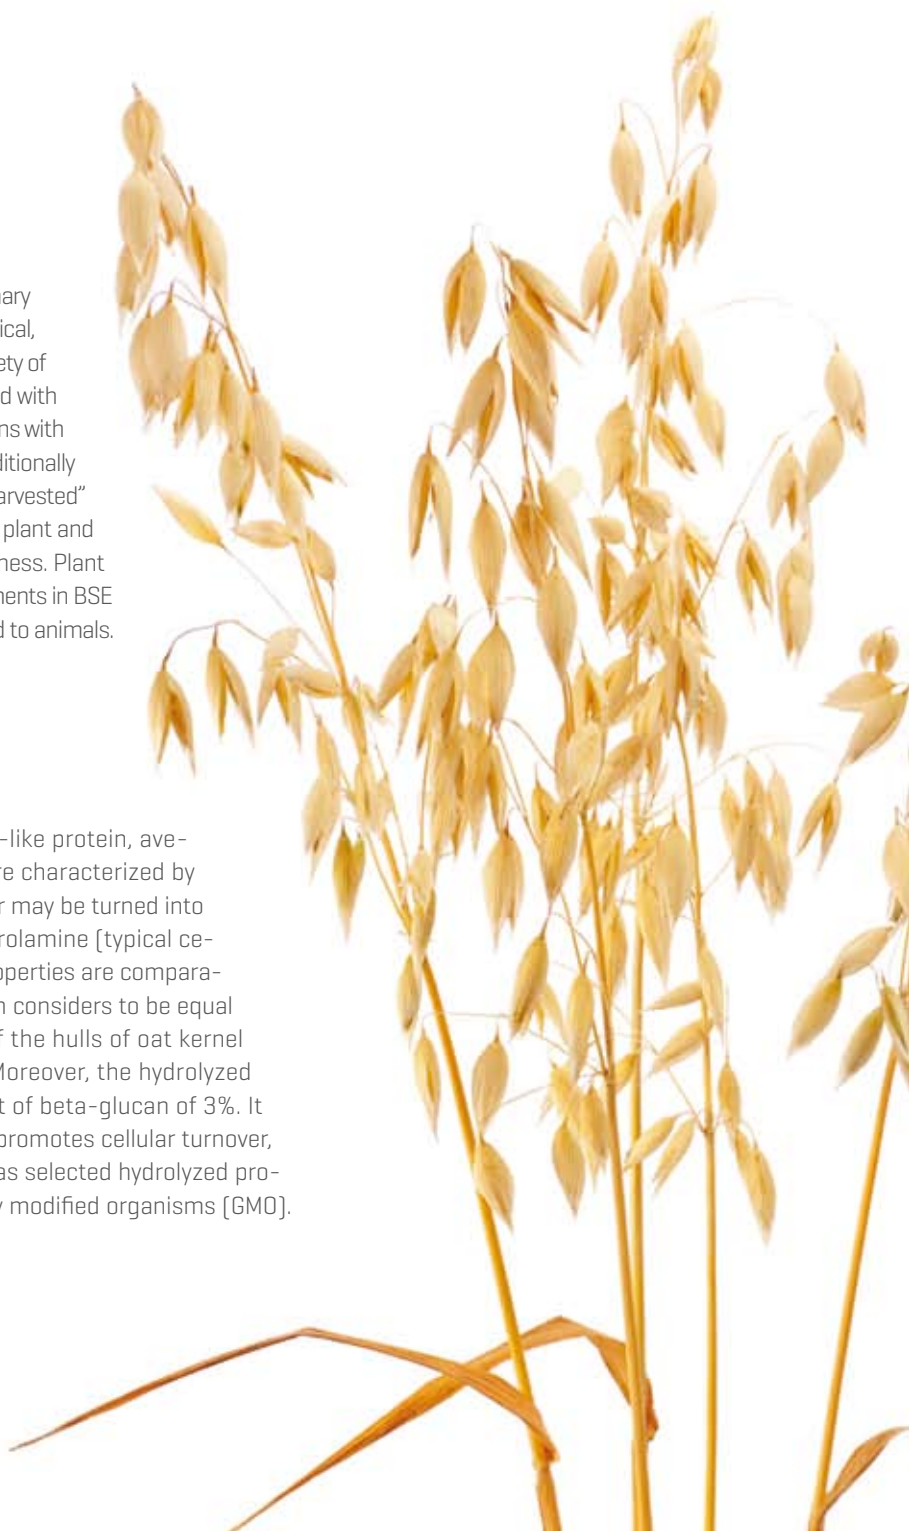 ary
ical,
ety of
d with
ns with
ditionally
arvested”
plant and
ness. Plant
ments in BSE
d to animals.
-like protein, ave-
re characterized by
r may be turned into
rolamine (typical ce-
operties are compara-
n considers to be equal
f the hulls of oat kernel
Moreover, the hydrolyzed
t of beta-glucan of 3%. It
promotes cellular turnover,
as selected hydrolyzed pro-
y modified organisms (GMO).